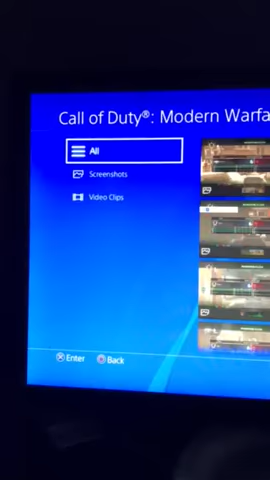 Call of Duty®: Modern Warfa
All
Screenshots
Video Clips
Enter
Back